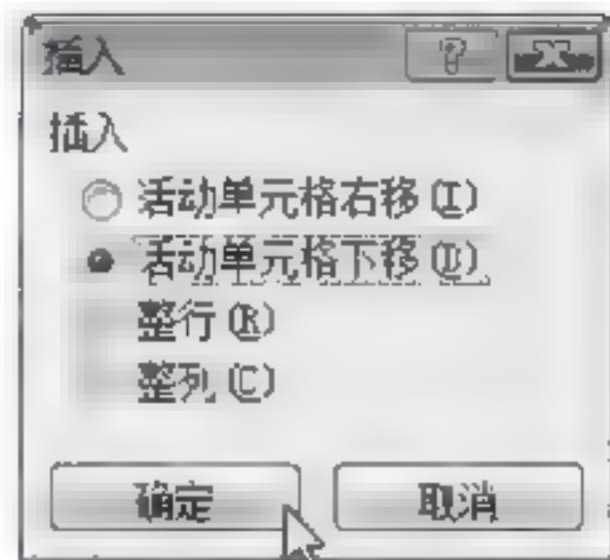 插入
插入
活动单元格右移(I)
活动单元格下移(D)
整行(R)
整列(C)
确定 取消